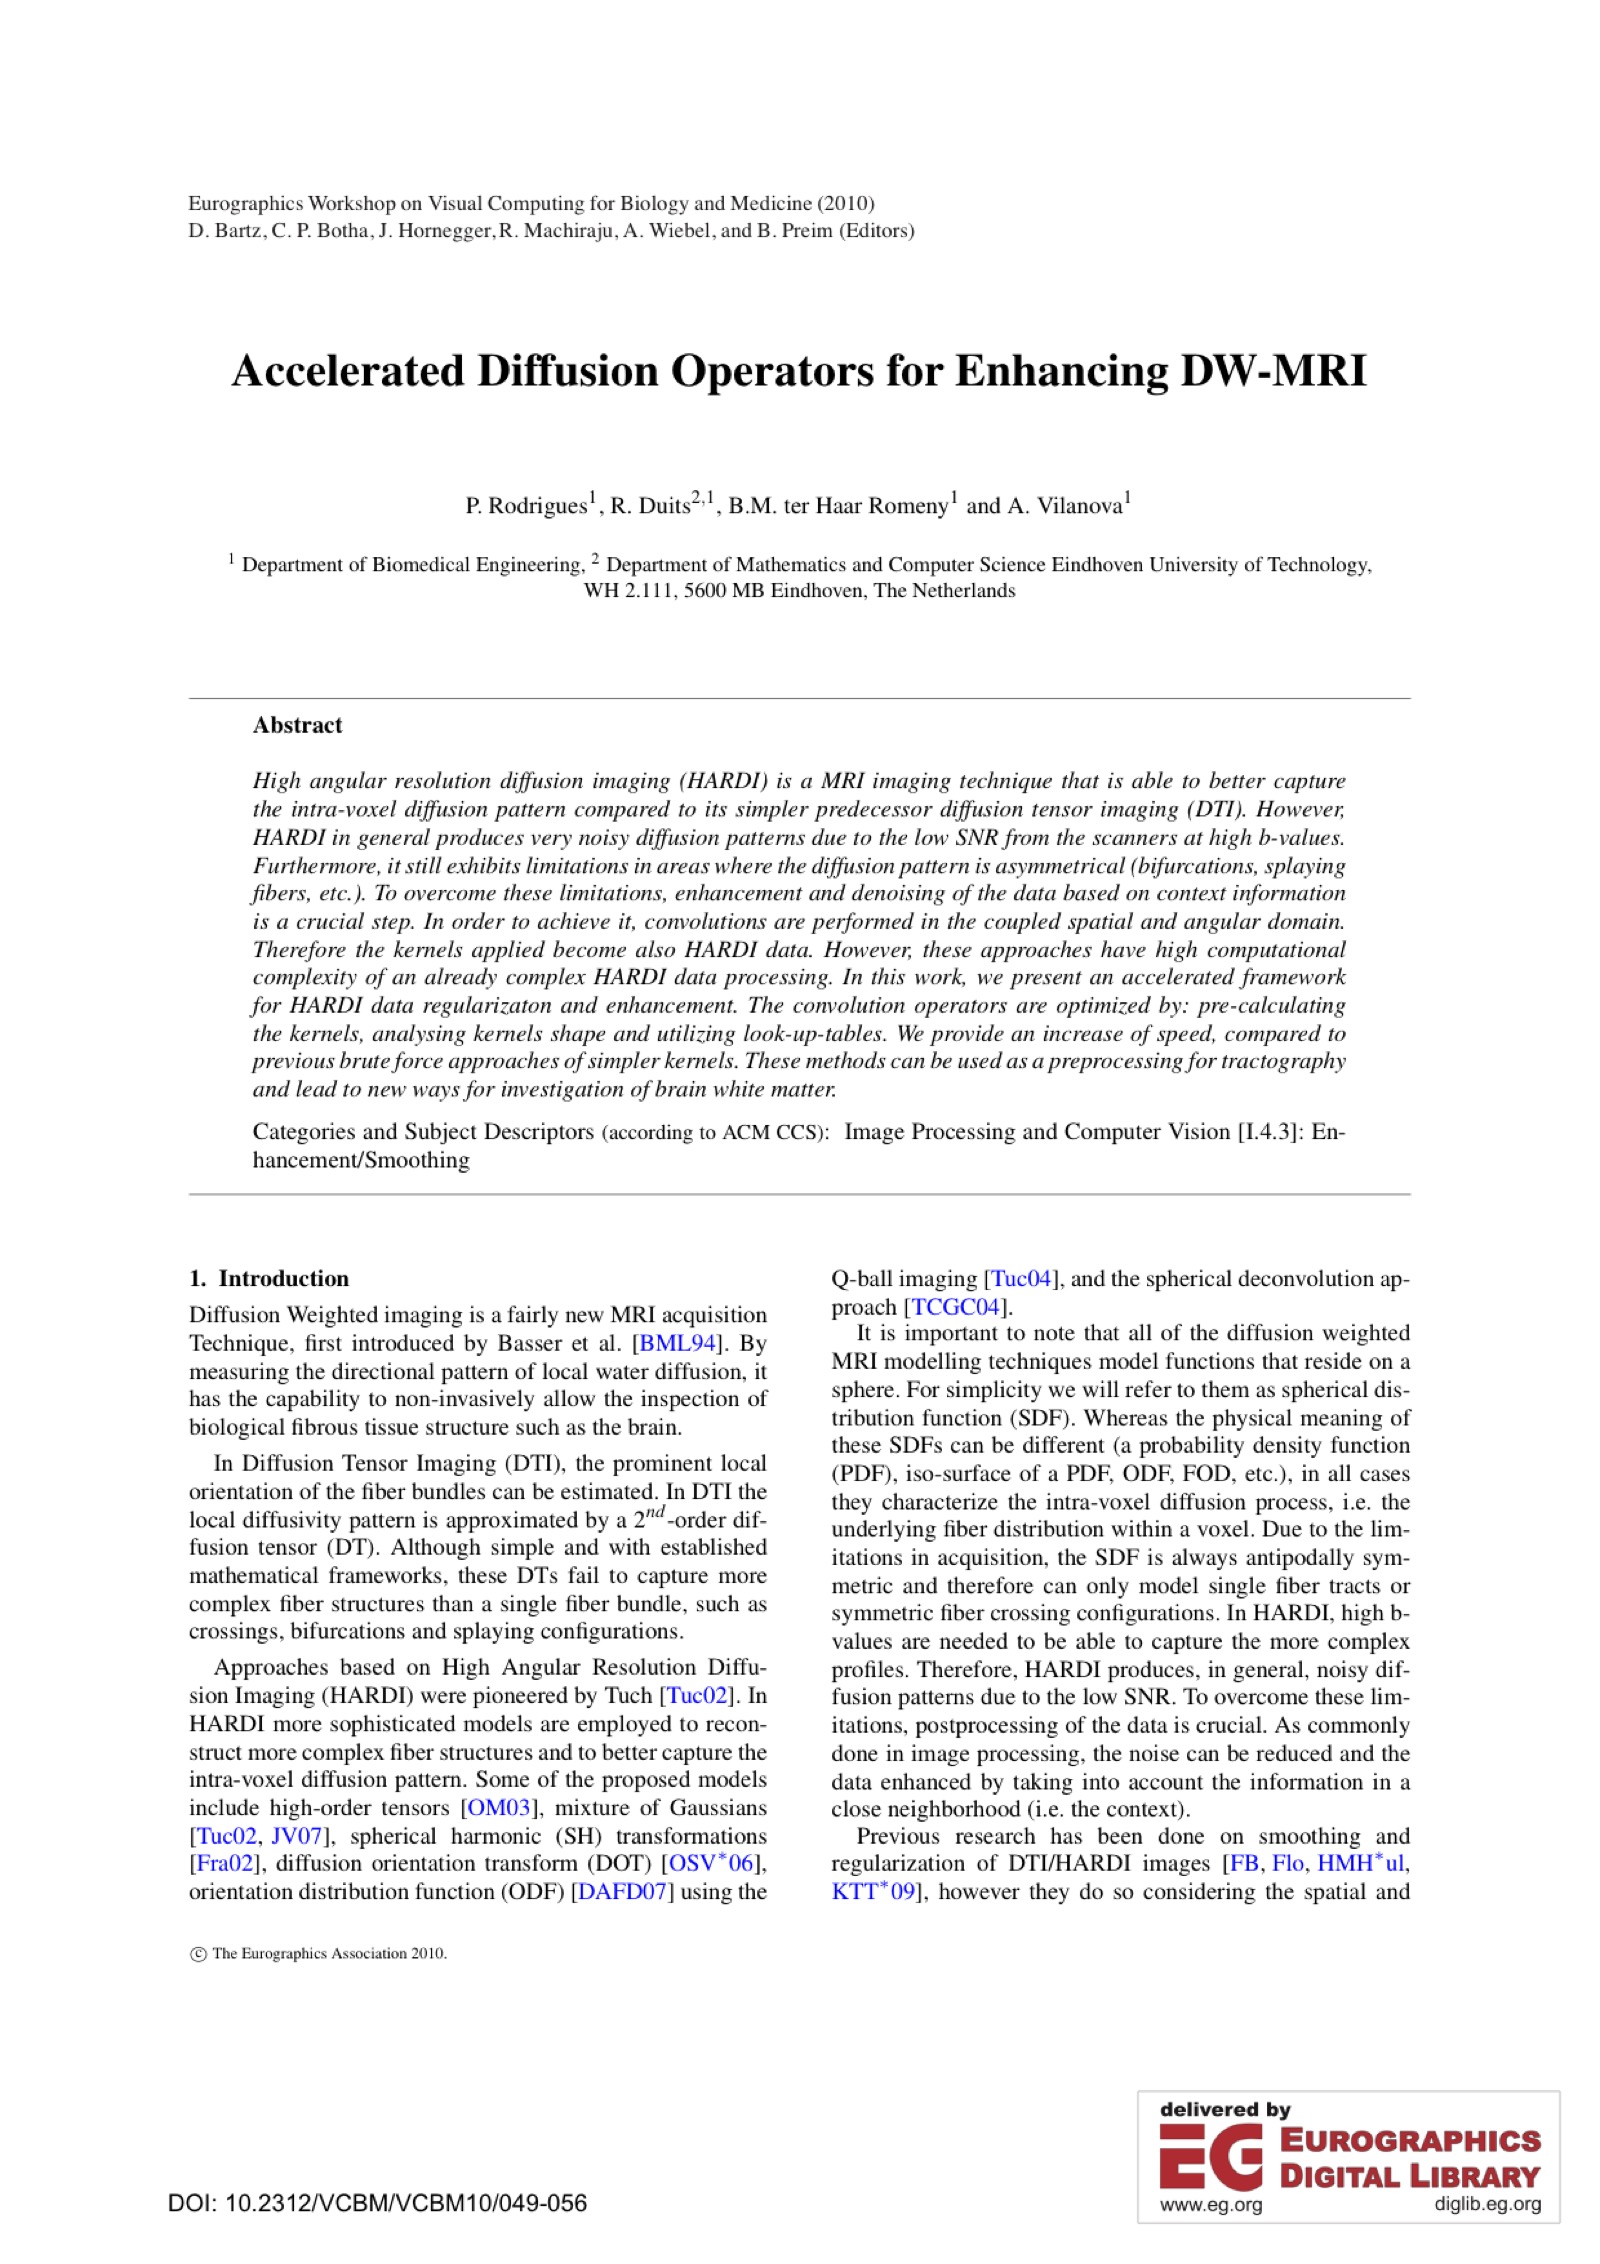 Eurographics Workshop on Visual Computing for Biology and Medicine (2010)
D. Bartz, C. P. Botha, J. Hornegger, R. Machiraju, A. Wiebel, and B. Preim (Editors)
Accelerated Diffusion Operators for Enhancing DW-MRI
P. Rodrigues1, R. Duits2,1, B.M. ter Haar Romeny1 and A. Vilanova1
1 Department of Biomedical Engineering, 2 Department of Mathematics and Computer Science Eindhoven University of Technology,
WH 2.111, 5600 MB Eindhoven, The Netherlands
Abstract
High angular resolution diffusion imaging (HARDI) is a MRI imaging technique that is able to better capture
the intra-voxel diffusion pattern compared to its simpler predecessor diffusion tensor imaging (DTI). However,
HARDI in general produces very noisy diffusion patterns due to the low SNR from the scanners at high b-values.
Furthermore, it still exhibits limitations in areas where the diffusion pattern is asymmetrical (bifurcations, splaying
fibers, etc.). To overcome these limitations, enhancement and denoising of the data based on context information
is a crucial step. In order to achieve it, convolutions are performed in the coupled spatial and angular domain.
Therefore the kernels applied become also HARDI data. However, these approaches have high computational
complexity of an already complex HARDI data processing. In this work, we present an accelerated framework
for HARDI data regularizaton and enhancement. The convolution operators are optimized by: pre-calculating
the kernels, analysing kernels shape and utilizing look-up-tables. We provide an increase of speed, compared to
previous brute force approaches of simpler kernels. These methods can be used as a preprocessing for tractography
and lead to new ways for investigation of brain white matter.
Categories and Subject Descriptors (according to ACM CCS): Image Processing and Computer Vision [I.4.3]: En-
hancement/Smoothing
1. Introduction
Diffusion Weighted imaging is a fairly new MRI acquisition
Technique, first introduced by Basser et al. [BML94]. By
measuring the directional pattern of local water diffusion, it
has the capability to non-invasively allow the inspection of
biological fibrous tissue structure such as the brain.
In Diffusion Tensor Imaging (DTI), the prominent local
orientation of the fiber bundles can be estimated. In DTI the
local diffusivity pattern is approximated by a 2nd-order dif-
fusion tensor (DT). Although simple and with established
mathematical frameworks, these DTs fail to capture more
complex fiber structures than a single fiber bundle, such as
crossings, bifurcations and splaying configurations.
Approaches based on High Angular Resolution Diffu-
sion Imaging (HARDI) were pioneered by Tuch [Tuc02]. In
HARDI more sophisticated models are employed to recon-
struct more complex fiber structures and to better capture the
intra-voxel diffusion pattern. Some of the proposed models
include high-order tensors [OM03], mixture of Gaussians
[Tuc02, JV07], spherical harmonic (SH) transformations
[Fra02], diffusion orientation transform (DOT) [OSV*06],
orientation distribution function (ODF) [DAFD07] using the
Q-ball imaging [Tuc04], and the spherical deconvolution ap-
proach [TCGC04].
It is important to note that all of the diffusion weighted
MRI modelling techniques model functions that reside on a
sphere. For simplicity we will refer to them as spherical dis-
tribution function (SDF). Whereas the physical meaning of
these SDFs can be different (a probability density function
(PDF), iso-surface of a PDF, ODF, FOD, etc.), in all cases
they characterize the intra-voxel diffusion process, i.e. the
underlying fiber distribution within a voxel. Due to the lim-
itations in acquisition, the SDF is always antipodally sym-
metric and therefore can only model single fiber tracts or
symmetric fiber crossing configurations. In HARDI, high b-
values are needed to be able to capture the more complex
profiles. Therefore, HARDI produces, in general, noisy dif-
fusion patterns due to the low SNR. To overcome these lim-
itations, postprocessing of the data is crucial. As commonly
done in image processing, the noise can be reduced and the
data enhanced by taking into account the information in a
close neighborhood (i.e. the context).
Previous research has been done on smoothing and
regularization of DTI/HARDI images [FB, Flo, HMH*ul,
KTT*09], however they do so considering the spatial and
© The Eurographics Association 2010.
delivered by
EG EUROGRAPHICS
DIGITAL LIBRARY
www.eg.org diglib.eg.org
DOI: 10.2312/VCBM/VCBM10/049-056